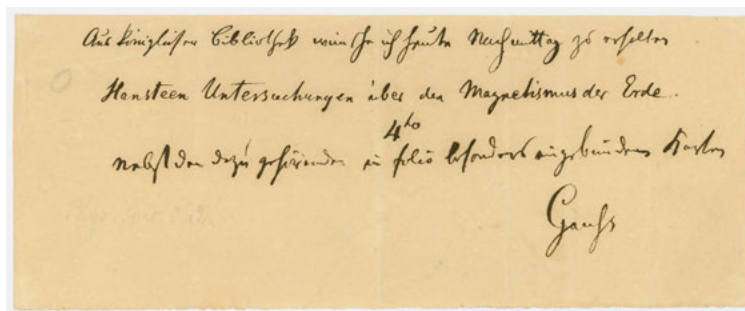 Aus königlicher Bibliothek wünsche ich heute Nachmittag zu erhalten
Hansteen Untersuchungen über den Magnetismus der Erde.
4to
nebst den dazu gehörenden in folio besonders eingebundenen Karten
Gauſs